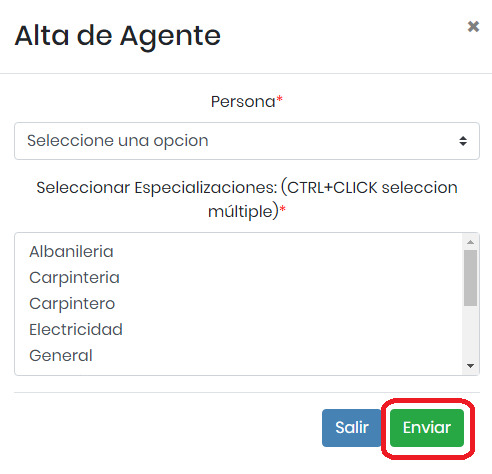 Alta de Agente
×
Persona*
Seleccione una opcion
Seleccionar Especializaciones: (CTRL+CLICK seleccion
múltiple)*
Albanileria
Carpinteria
Carpintero
Electricidad
General
Salir Enviar